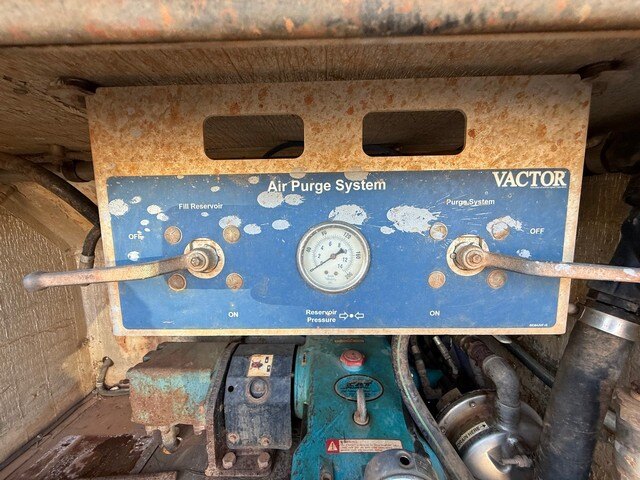 Air Purge System
VACTOR
Fill Reservoir
Purge System
OFF
OFF
Reservoir
Pressure
ON
ON